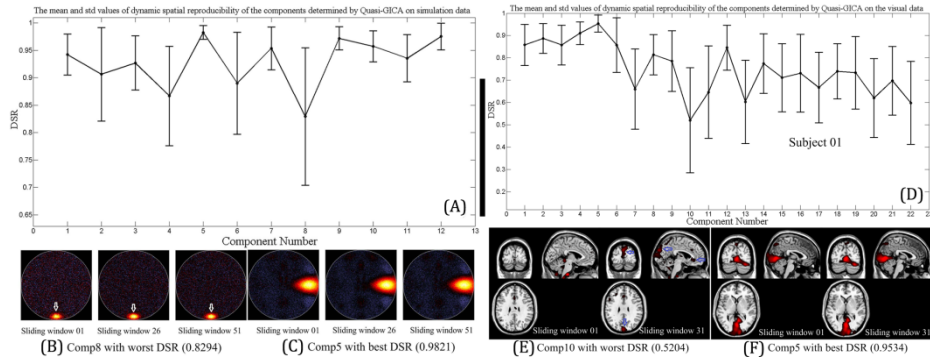 The mean and std values of dynamic spatial reproducibility of the components determined by Quasi-GICA on simulation data
1
0.95
0.9
0.85
0.8
0.75
0.7
0.65
DSR
(A)
0 1 2 3 4 5 6 7 8 9 10 11 12 13
Component Number
Sliding window 01 Sliding window 26 Sliding window 51
Sliding window 01 Sliding window 26 Sliding window 51
(B) Comp8 with worst DSR (0.8294)
(C) Comp5 with best DSR (0.9821)
The mean and std values of dynamic spatial reproducibility of the components determined by Quasi-GICA on the visual data
1
0.9
0.8
0.7
0.6
0.5
0.4
0.3
0.2
DSR
Subject 01
(D)
0 1 2 3 4 5 6 7 8 9 10 11 12 13 14 15 16 17 18 19 20 21 22 23
Component Number
Sliding window 01 Sliding window 31
Sliding window 01 Sliding window 31
(E) Comp10 with worst DSR (0.5204)
(F) Comp5 with best DSR (0.9534)